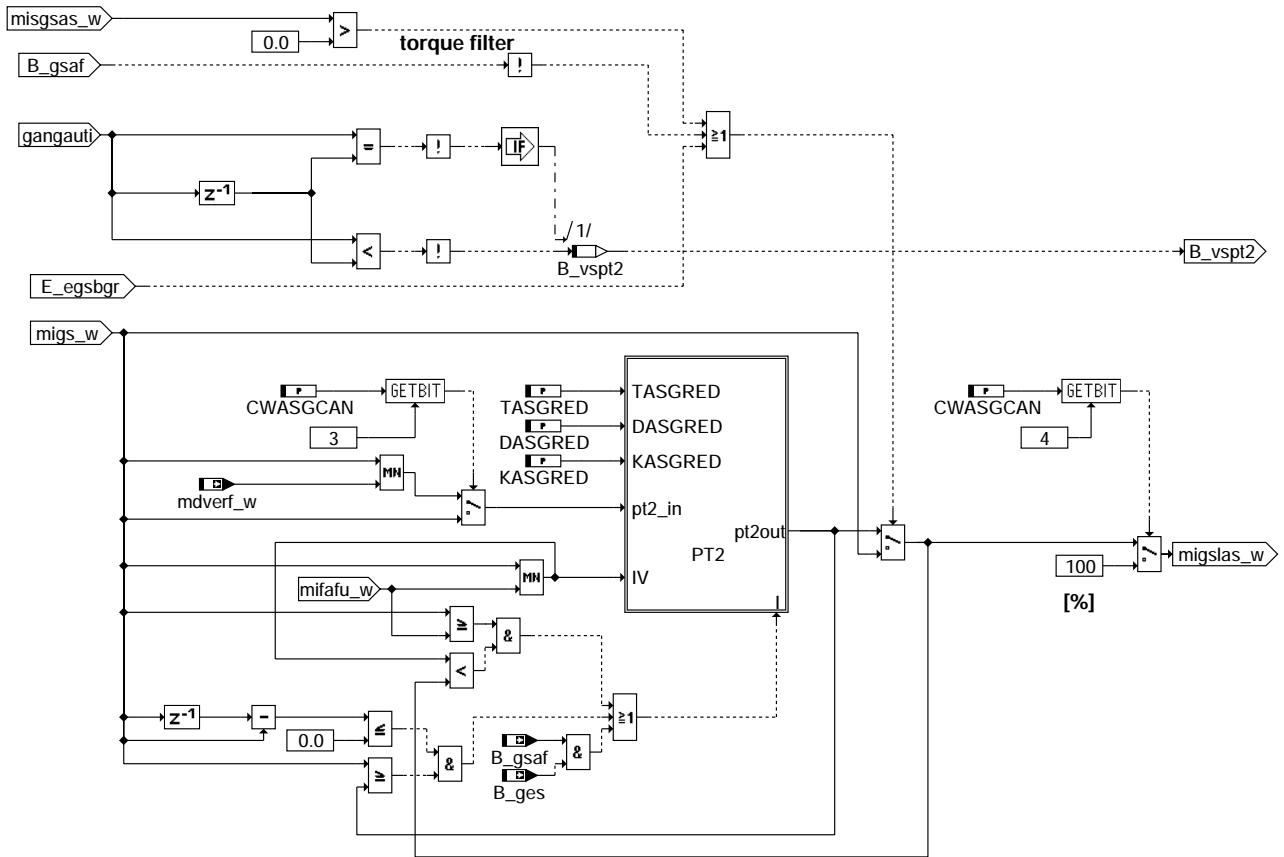 misgsas_w
>
0.0
torque filter
B_gsaf
!
gangauti
=
!
IF
≥1
z-1
/1/
<
!
B_vspt2
B_vspt2
E_egsbgr
migs_w
P
GETBIT
P
TASGRED
P
GETBIT
CWASGCAN
TASGRED
P
DASGRED
CWASGCAN
3
DASGRED
4
P
KASGRED
MN
KASGRED
mdverf_w
pt2_in
pt2out
PT2
MN
IV
100
migslas_w
mifafu_w
[%]
I
≥
&
<
z-1
-
≤
≥1
0.0
B_gsaf
&
≥
&
B_ges